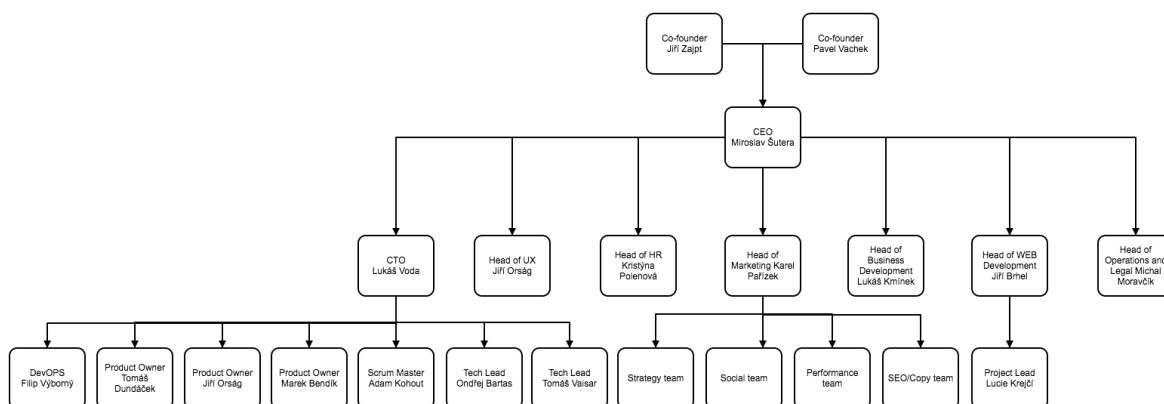 Co-founder
Jiří Zajpt
Co-founder
Pavel Vachek
CEO
Miroslav Šutera
CTO
Lukáš Voda
Head of UX
Jiří Orság
Head of HR
Kristýna
Polenová
Head of
Marketing Karel
Pařízek
Head of
Business
Development
Lukáš Kmínek
Head of WEB
Development
Jiří Brhel
Head of
Operations and
Legal Michal
Moravčík
DevOPS
Filip Výborný
Product Owner
Tomáš
Dundáček
Product Owner
Jiří Orság
Product Owner
Marek Bendík
Scrum Master
Adam Kohout
Tech Lead
Ondřej Bartas
Tech Lead
Tomáš Vaisar
Strategy team
Social team
Performance
team
SEO/Copy team
Project Lead
Lucie Krejčí